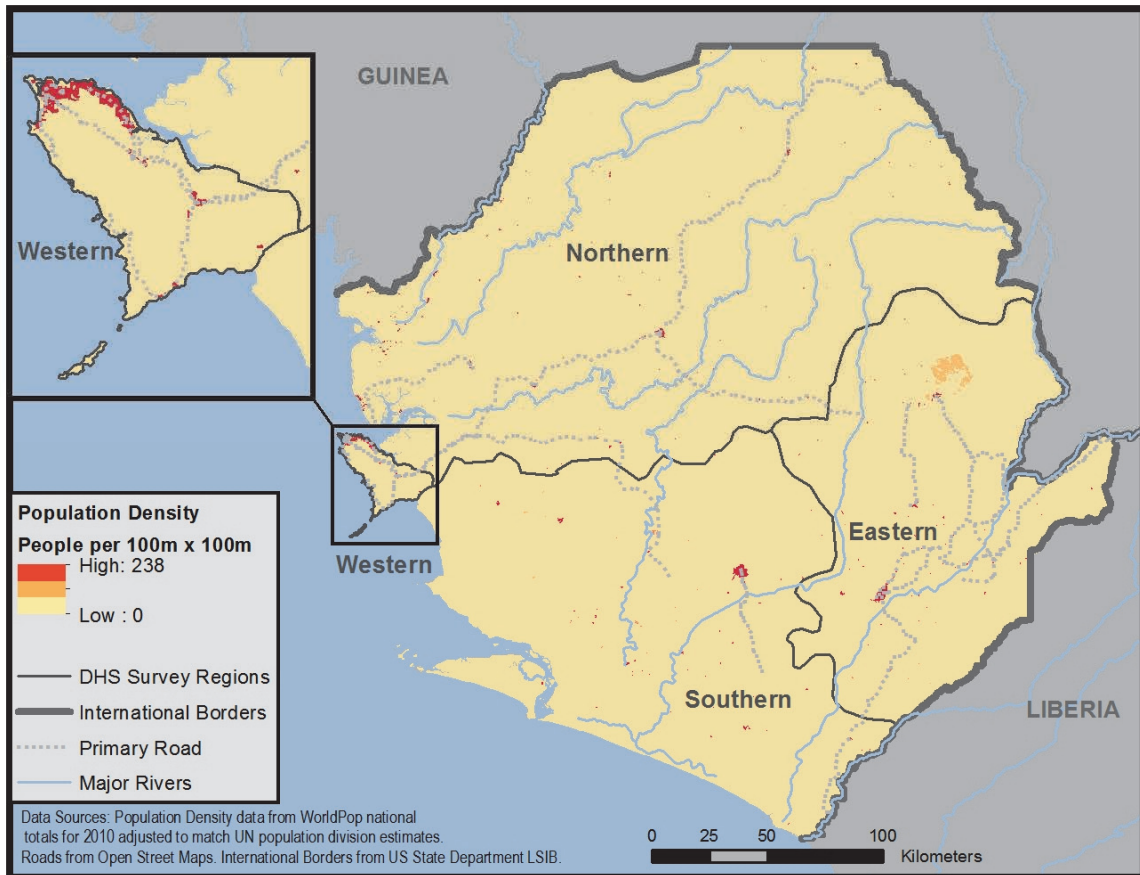 GUINEA
Western
Northern
Western
Eastern
Southern
LIBERIA
Population Density
People per 100m x 100m
High: 238
Low : 0
DHS Survey Regions
International Borders
Primary Road
Major Rivers
Data Sources: Population Density data from WorldPop national
totals for 2010 adjusted to match UN population division estimates.
Roads from Open Street Maps. International Borders from US State Department LSIB.
0 25 50 100
Kilometers